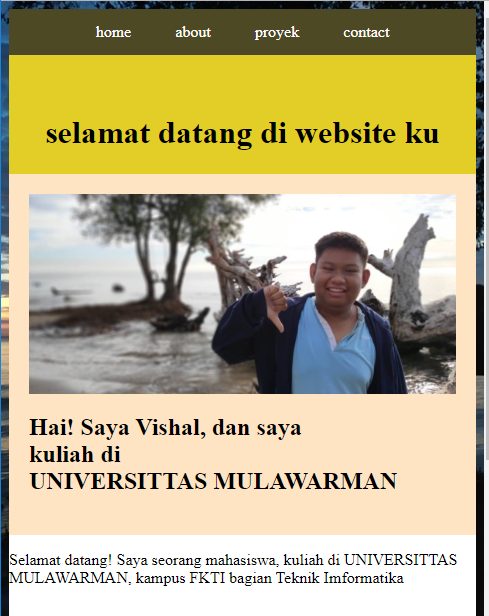 home about proyek contact
selamat datang di website ku
Hai! Saya Vishal, dan saya
kuliah di
UNIVERSITTAS MULAWARMAN
Selamat datang! Saya seorang mahasiswa, kuliah di UNIVERSITTAS
MULAWARMAN, kampus FKTI bagian Teknik Imformatika